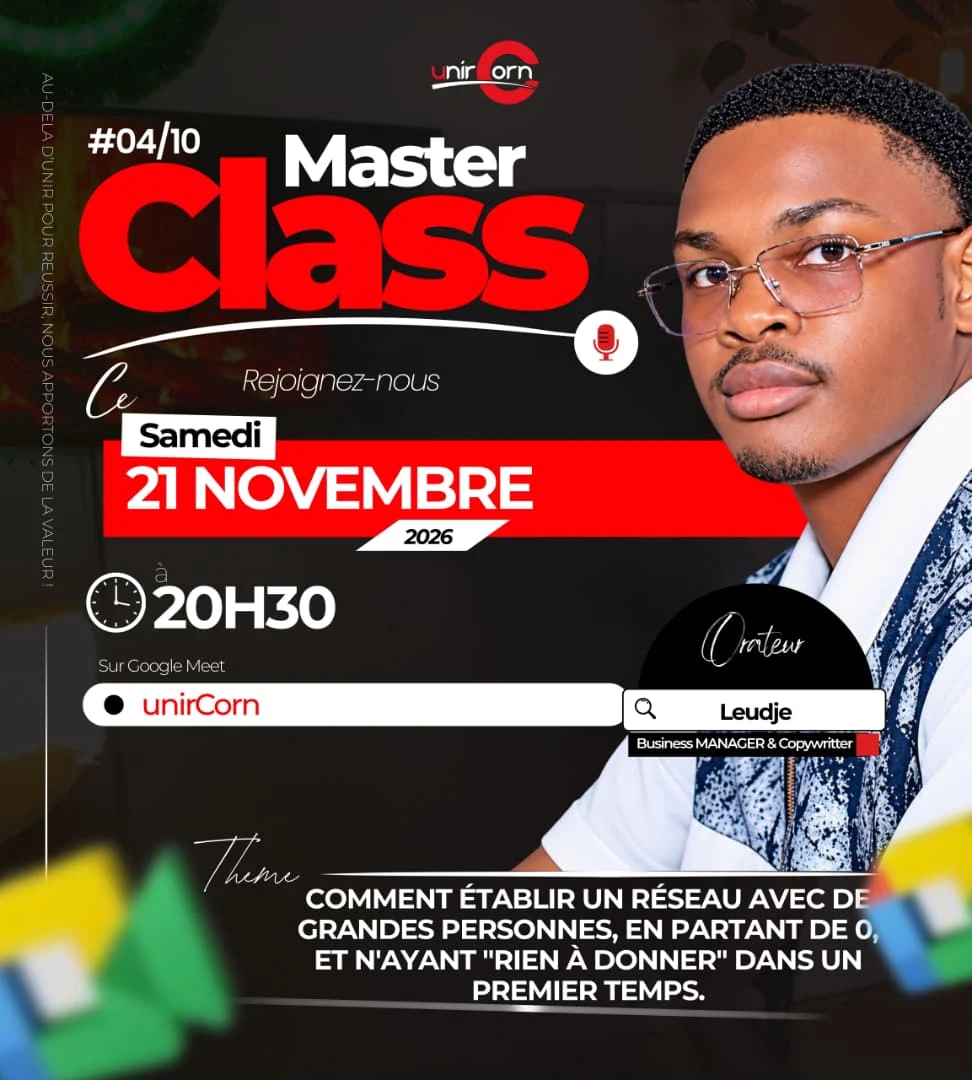 unirCorn
#04/10
Master
Class
Rejoignez-nous
Ce
Samedi
21 NOVEMBRE
2026
à
20H30
Sur Google Meet
unirCorn
Orateur
Leudje
Business MANAGER & Copywritter
Theme
COMMENT ÉTABLIR UN RÉSEAU AVEC DE
GRANDES PERSONNES, EN PARTANT DE 0,
ET N'AYANT "RIEN À DONNER" DANS UN
PREMIER TEMPS.
AU-DELA D'UNIR POUR REUSSIR, NOUS APPORTONS DE LA VALEUR !